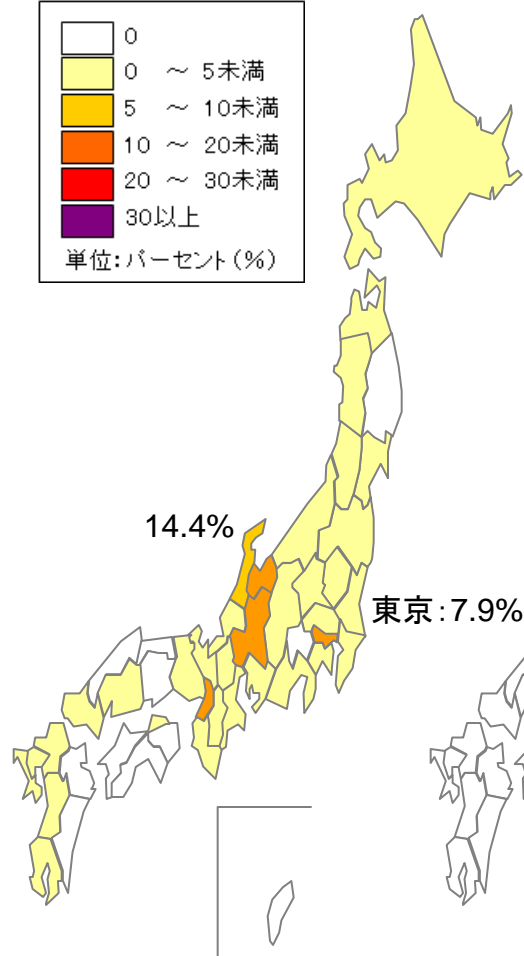 0
0 ～ 5未満
5 ～ 10未満
10 ～ 20未満
20 ～ 30未満
30以上
単位:パーセント(%)
14.4%
東京:7.9%